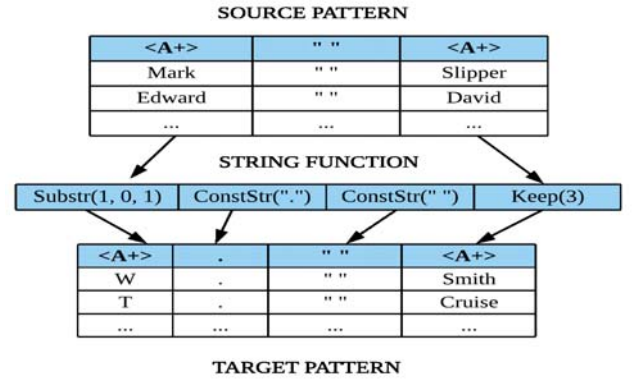 SOURCE PATTERN
<A+> " " <A+>
Mark " " Slipper
Edward " " David
... ... ...
STRING FUNCTION
Substr(1, 0, 1) ConstStr(".") ConstStr(" ") Keep(3)
<A+> . " " <A+>
W . " " Smith
T . " " Cruise
... ... ... ...
TARGET PATTERN